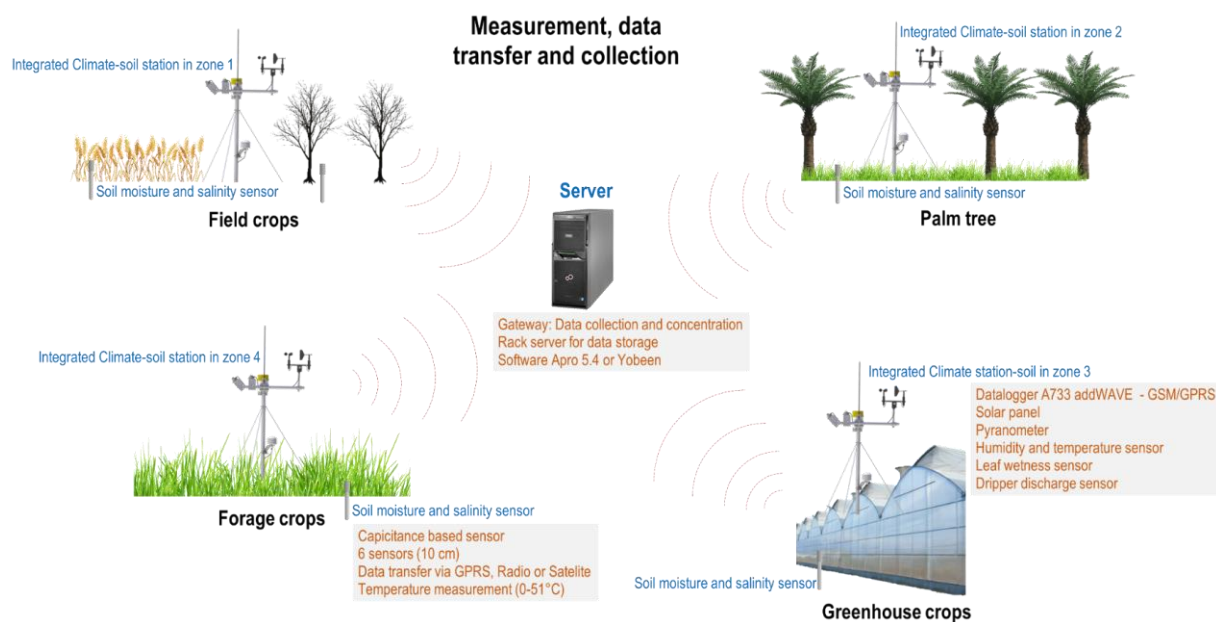 Measurement, data
transfer and collection
Integrated Climate-soil station in zone 1
Soil moisture and salinity sensor
Field crops
Integrated Climate-soil station in zone 2
Soil moisture and salinity sensor
Palm tree
Server
Gateway: Data collection and concentration
Rack server for data storage
Software Apro 5.4 or Yobeen
Integrated Climate-soil station in zone 4
Forage crops
Soil moisture and salinity sensor
Capicitance based sensor
6 sensors (10 cm)
Data transfer via GPRS, Radio or Satelite
Temperature measurement (0-51°C)
Integrated Climate station-soil in zone 3
Datalogger A733 addWAVE - GSM/GPRS
Solar panel
Pyranometer
Humidity and temperature sensor
Leaf wetness sensor
Dripper discharge sensor
Soil moisture and salinity sensor
Greenhouse crops